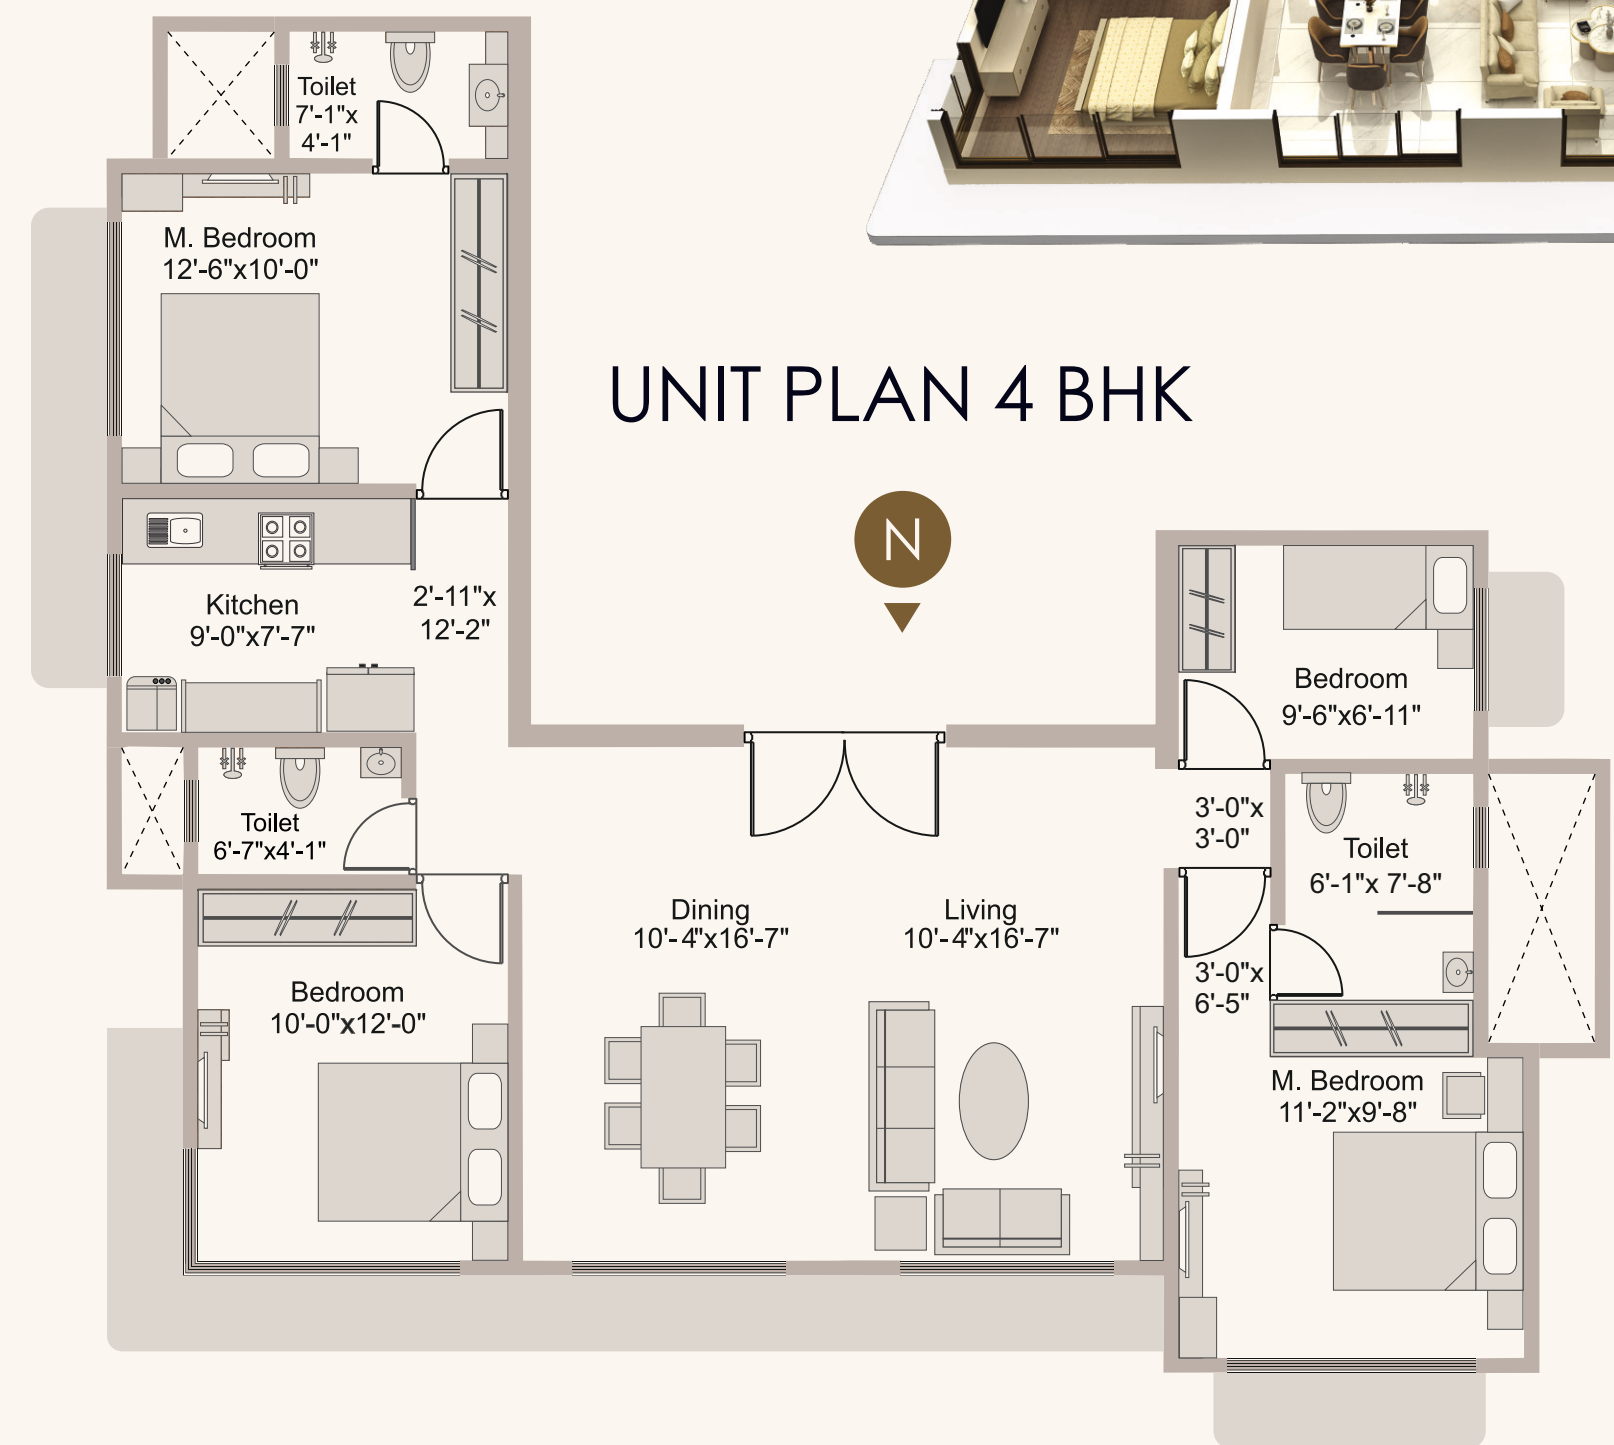 Toilet
7'-1"x
4'-1"
M. Bedroom
12'-6"x10'-0"
UNIT PLAN 4 BHK
N
Kitchen
9'-0"x7'-7"
2'-11"x
12'-2"
Bedroom
9'-6"x6'-11"
Toilet
6'-7"x4'-1"
3'-0"x
3'-0"
Toilet
6'-1"x 7'-8"
Dining
10'-4"x16'-7"
Living
10'-4"x16'-7"
3'-0"x
6'-5"
Bedroom
10'-0"x12'-0"
M. Bedroom
11'-2"x9'-8"